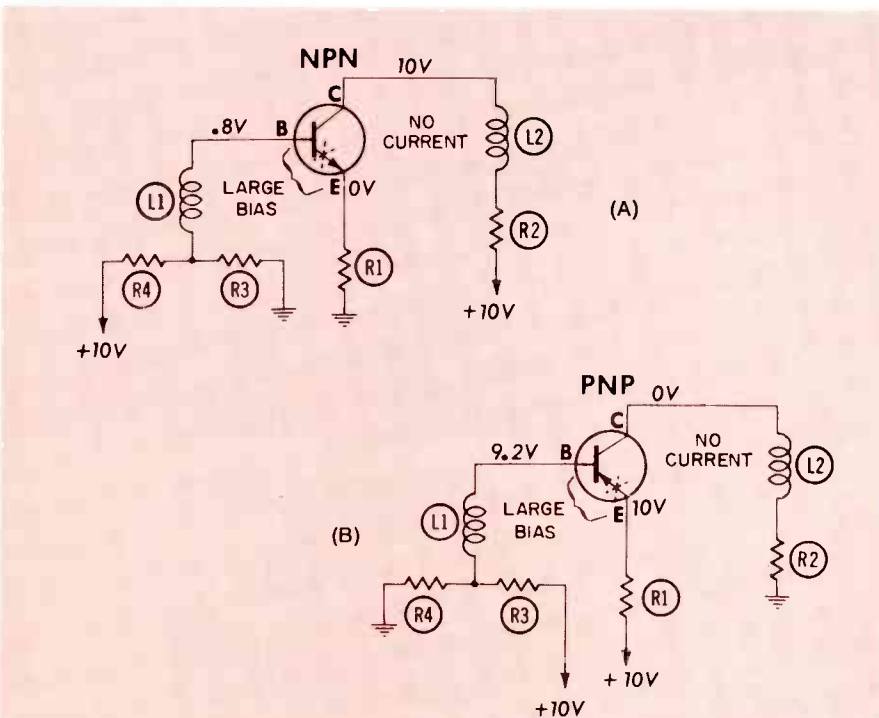 NPN
10V
C
.8V
B
NO
CURRENT
L2
LARGE
BIAS
E
0V
L1
(A)
R2
R1
R4
R3
+10V
+10V
PNP
0V
C
9.2V
B
NO
CURRENT
L2
LARGE
BIAS
E
10V
L1
(B)
R2
R1
R4
R3
+10V
+10V